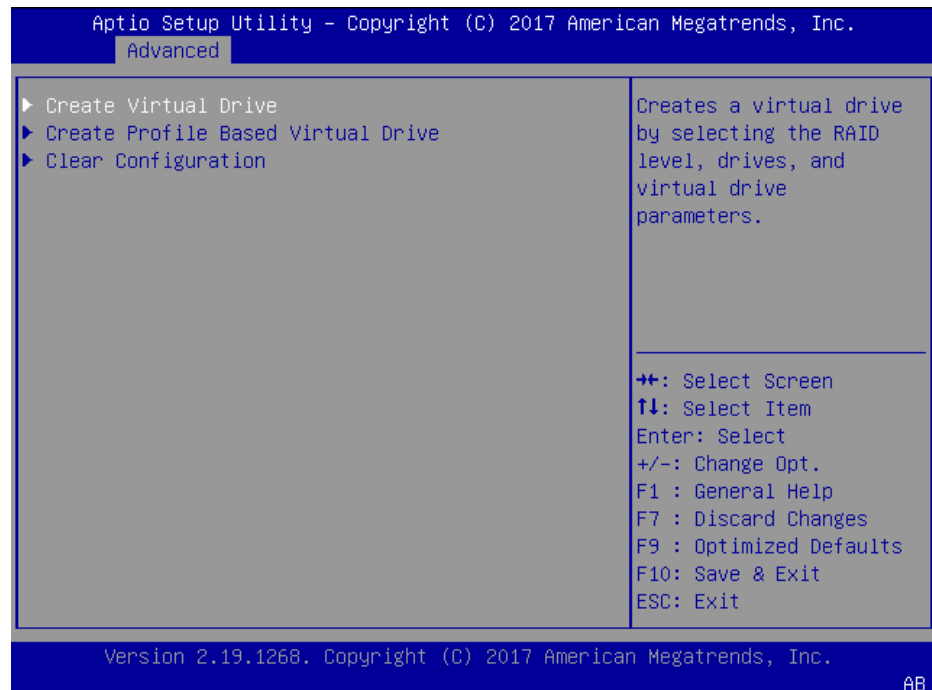 Aptio Setup Utility – Copyright (C) 2017 American Megatrends, Inc.
Advanced
▶ Create Virtual Drive
▶ Create Profile Based Virtual Drive
▶ Clear Configuration
Creates a virtual drive
by selecting the RAID
level, drives, and
virtual drive
parameters.
→←: Select Screen
↑↓: Select Item
Enter: Select
+/-: Change Opt.
F1 : General Help
F7 : Discard Changes
F9 : Optimized Defaults
F10: Save & Exit
ESC: Exit
Version 2.19.1268. Copyright (C) 2017 American Megatrends, Inc.
AB